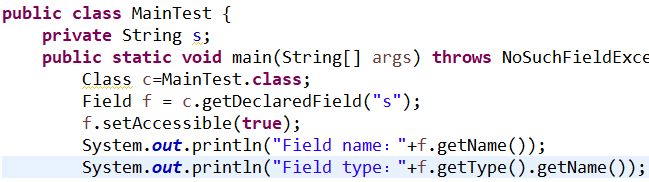 public class MainTest {
private String s;
public static void main(String[] args) throws NoSuchFieldExce
Class c=MainTest.class;
Field f = c.getDeclaredField("s");
f.setAccessible(true);
System.out.println("Field name："+f.getName());
System.out.println("Field type："+f.getType().getName());